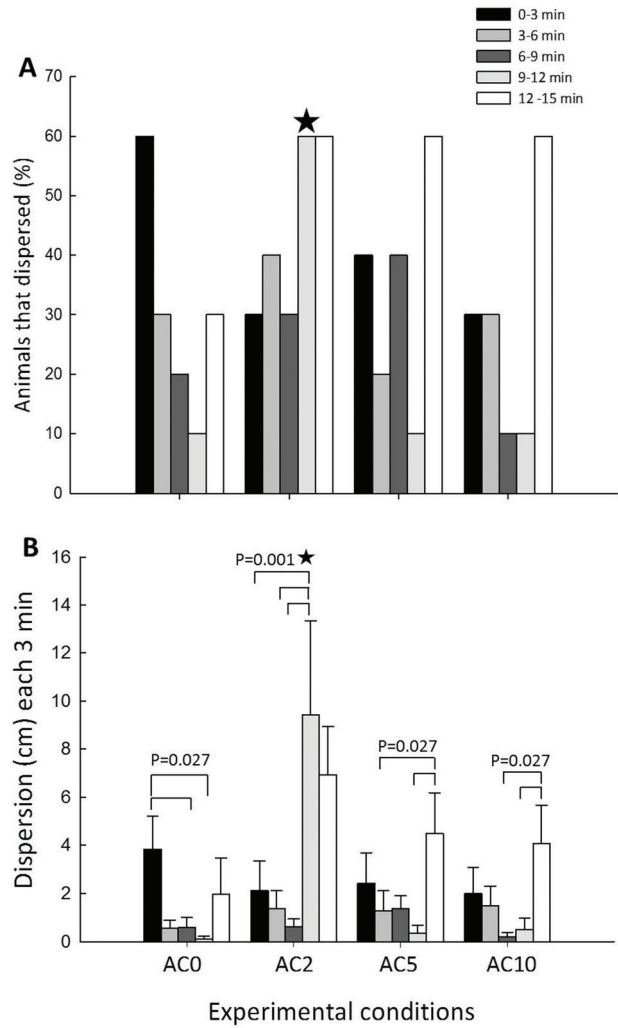 0-3 min
3-6 min
6-9 min
9-12 min
12 -15 min
A
Animals that dispersed (%)
70
60
50
40
30
20
10
0
B
Dispersion (cm) each 3 min
16
14
12
10
8
6
4
2
0
P=0.001
P=0.027
P=0.027
P=0.027
AC0
AC2
AC5
AC10
Experimental conditions